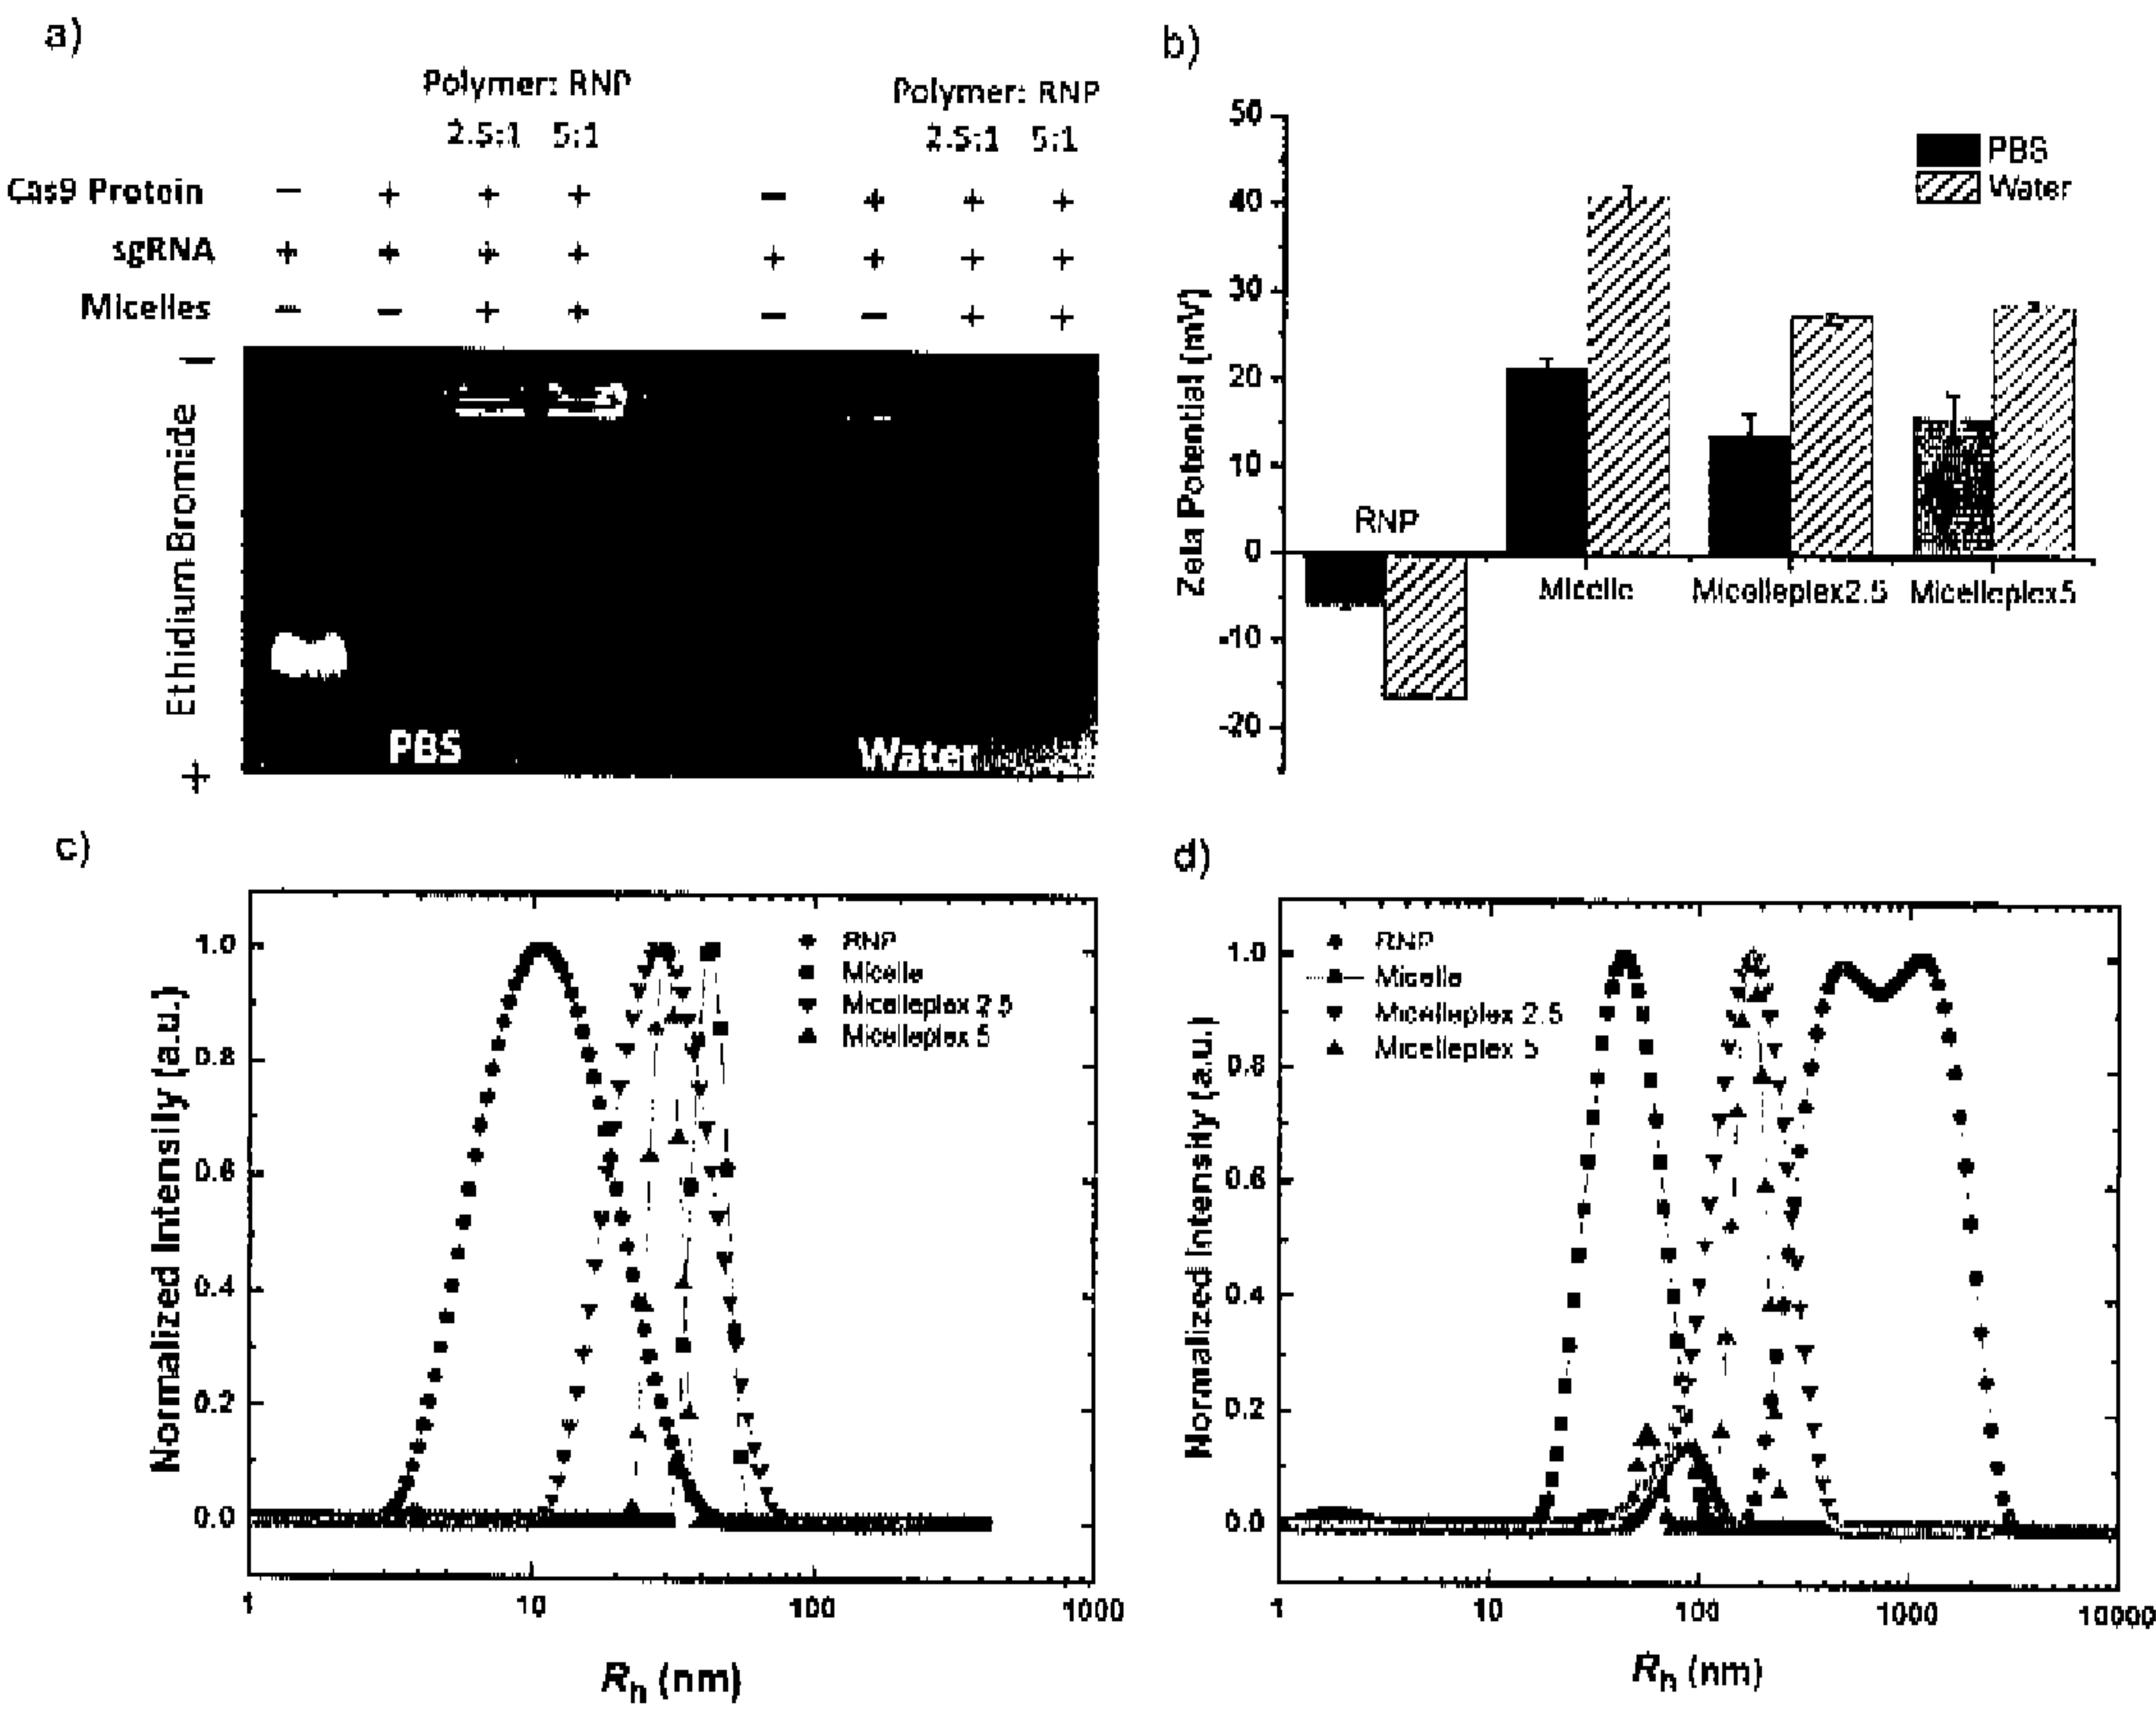 a)
Polymer: RNP
2.5:1 5:1
Polymer: RNP
2.5:1 5:1
Cas9 Protein − + + + − + + +
sgRNA + + + + + + + +
Micelles − − + + − − + +
−
Ethidium Bromide
+
PBS
Water
b)
PBS
Water
Zeta Potential (mV)
50
40
30
20
10
0
-10
-20
RNP
Micelle
Micelleplex2.5
Micelleplex5
c)
RNP
Micelle
Micelleplex 2.5
Micelleplex 5
Normalized Intensity (a.u.)
1.0
0.8
0.6
0.4
0.2
0.0
1 10 100 1000
Rh (nm)
d)
RNP
Micelle
Micelleplex 2.5
Micelleplex 5
Normalized Intensity (a.u.)
1.0
0.8
0.6
0.4
0.2
0.0
1 10 100 1000 10000
Rh (nm)